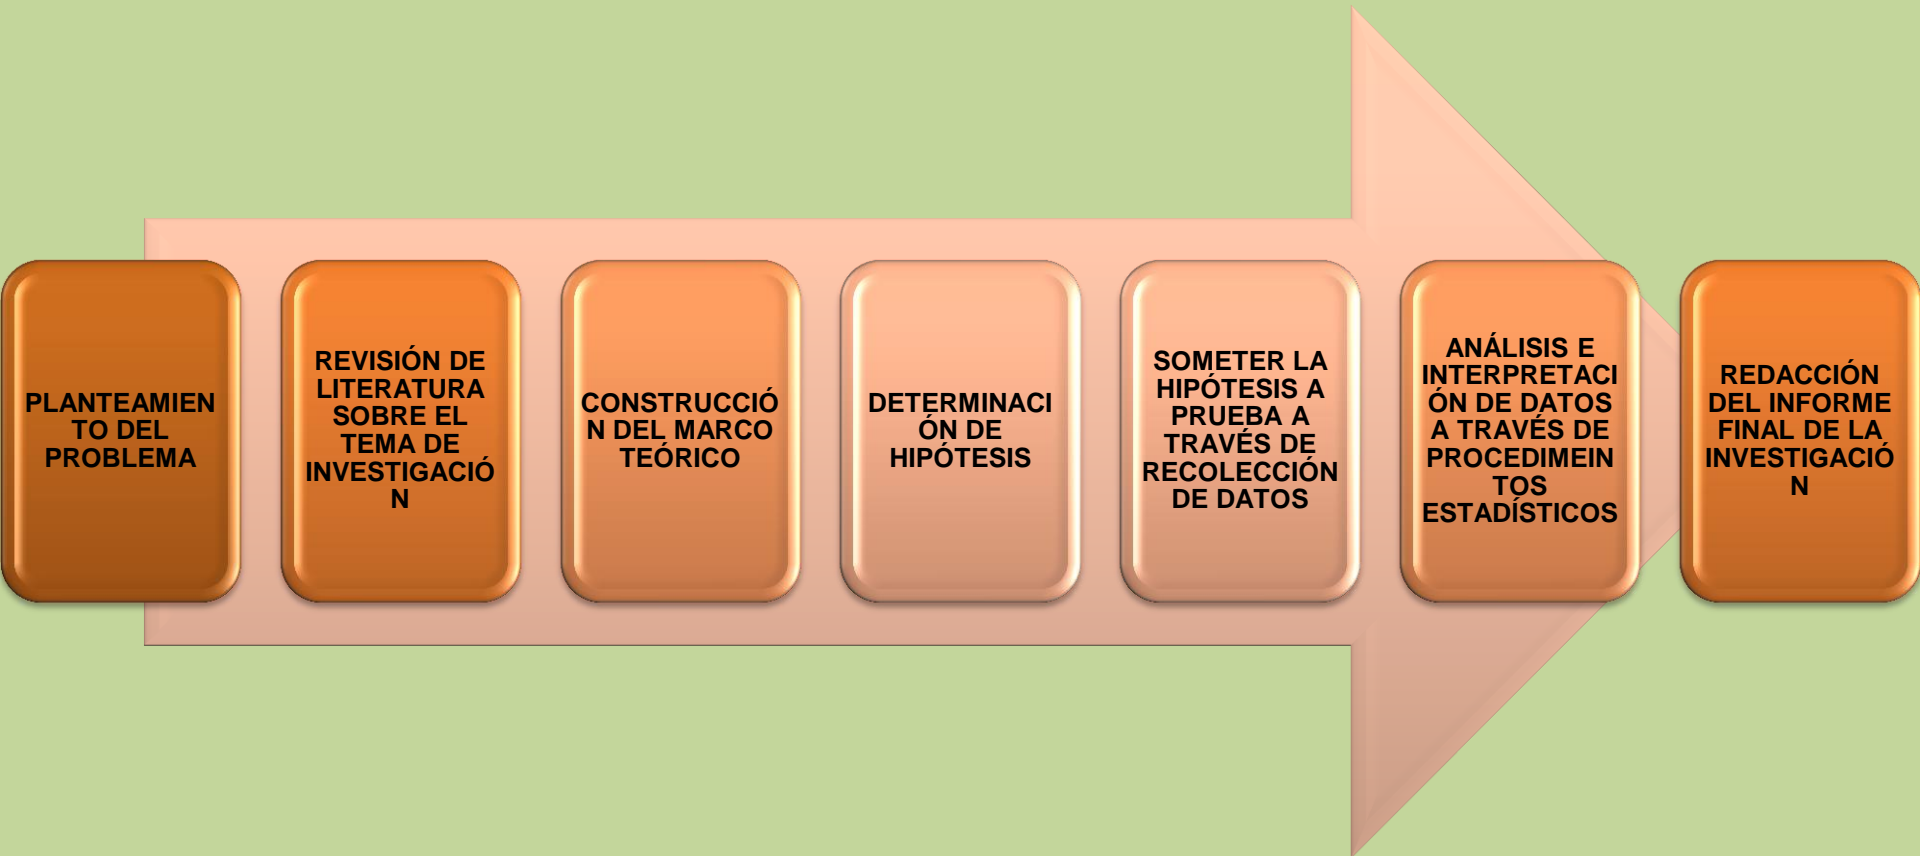 PLANTEAMIEN
TO DEL
PROBLEMA
REVISIÓN DE
LITERATURA
SOBRE EL
TEMA DE
INVESTIGACIÓ
N
CONSTRUCCIÓ
N DEL MARCO
TEÓRICO
DETERMINACI
ÓN DE
HIPÓTESIS
SOMETER LA
HIPÓTESIS A
PRUEBA A
TRAVÉS DE
RECOLECCIÓN
DE DATOS
ANÁLISIS E
INTERPRETACI
ÓN DE DATOS
A TRAVÉS DE
PROCEDIMEIN
TOS
ESTADÍSTICOS
REDACCIÓN
DEL INFORME
FINAL DE LA
INVESTIGACIÓ
N